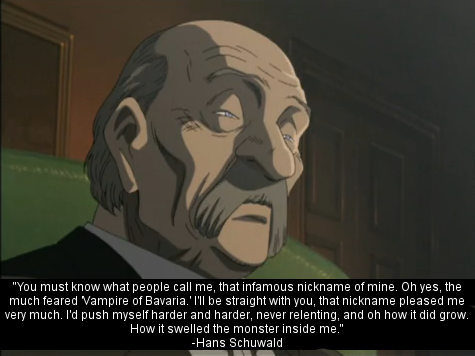 "You must know what people call me, that infamous nickname of mine. Oh yes, the
much feared 'Vampire of Bavaria.' I'll be straight with you, that nickname pleased me
very much. I'd push myself harder and harder, never relenting, and oh how it did grow.
How it swelled the monster inside me."
-Hans Schuwald